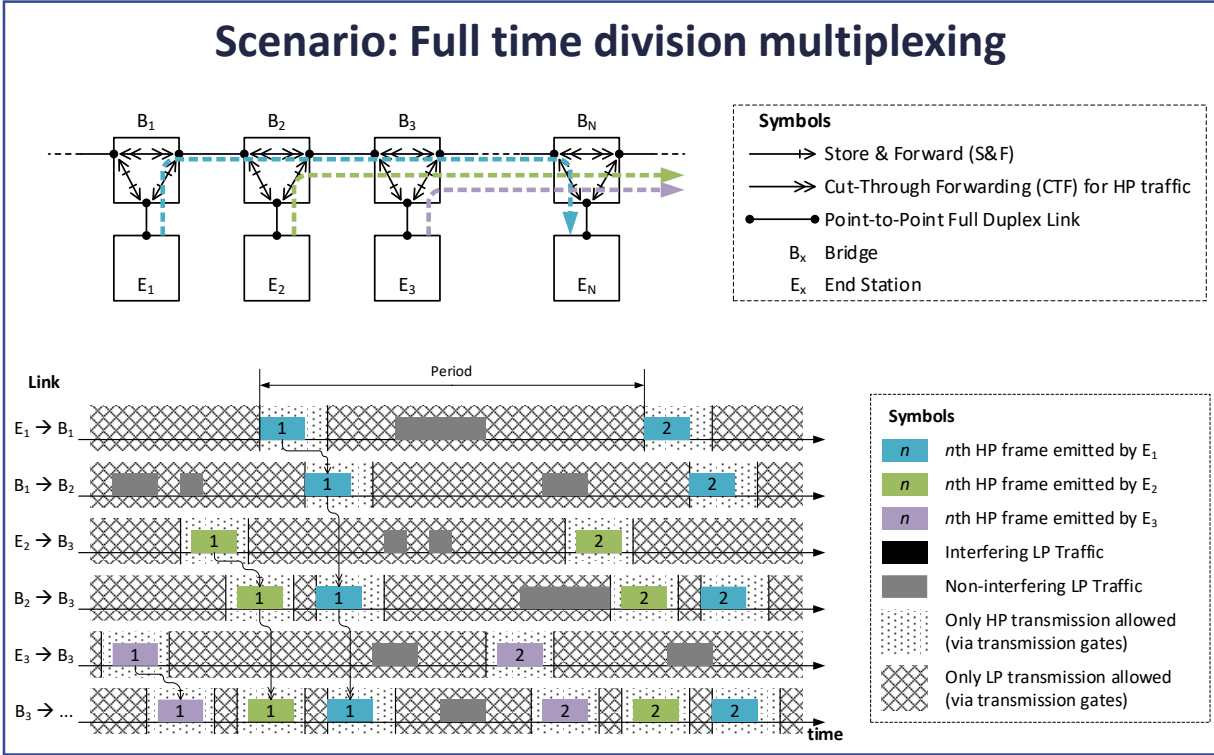 Scenario: Full time division multiplexing
B1 B2 B3 BN
E1 E2 E3 EN
Symbols
Store & Forward (S&F)
Cut-Through Forwarding (CTF) for HP traffic
Point-to-Point Full Duplex Link
Bx Bridge
Ex End Station
Link
Period
E1 → B1 1 2
B1 → B2 1 2
E2 → B3 1 2
B2 → B3 1 1 2 2
E3 → B3 1 2
B3 → ... 1 1 1 2 2 2
time
Symbols
n nth HP frame emitted by E1
n nth HP frame emitted by E2
n nth HP frame emitted by E3
Interfering LP Traffic
Non-interfering LP Traffic
Only HP transmission allowed
(via transmission gates)
Only LP transmission allowed
(via transmission gates)